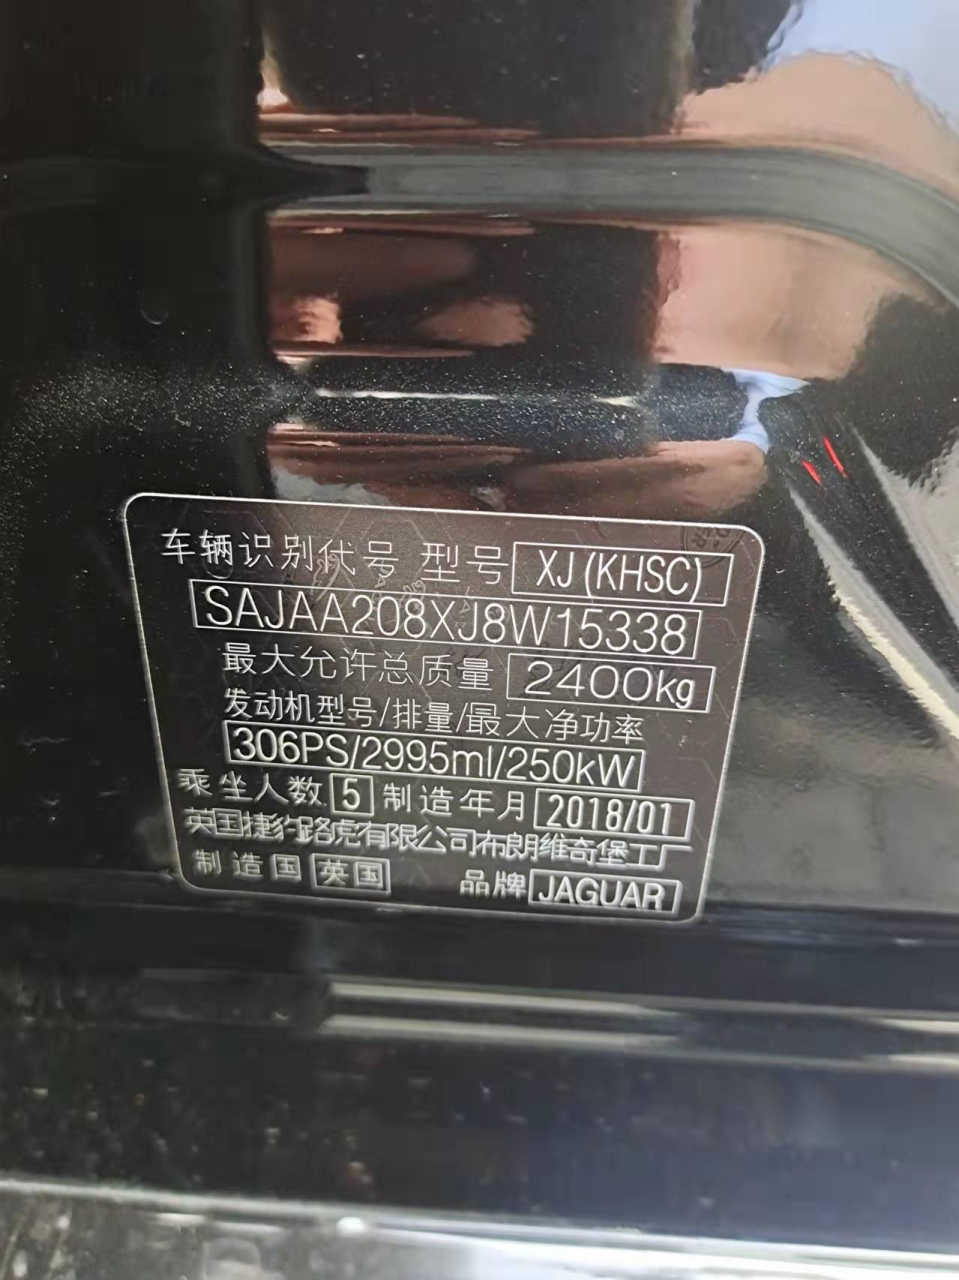 车辆识别代号 型号 XJ(KHSC)
SAJAA208XJ8W15338
最大允许总质量 2400kg
发动机型号/排量/最大净功率
306PS/2995ml/250kW
乘坐人数 5 制造年月 2018/01
英国捷豹路虎有限公司布朗维奇堡工厂
制造国 英国 品牌 JAGUAR